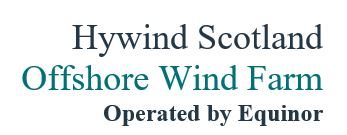 Hywind Scotland
Offshore Wind Farm
Operated by Equinor